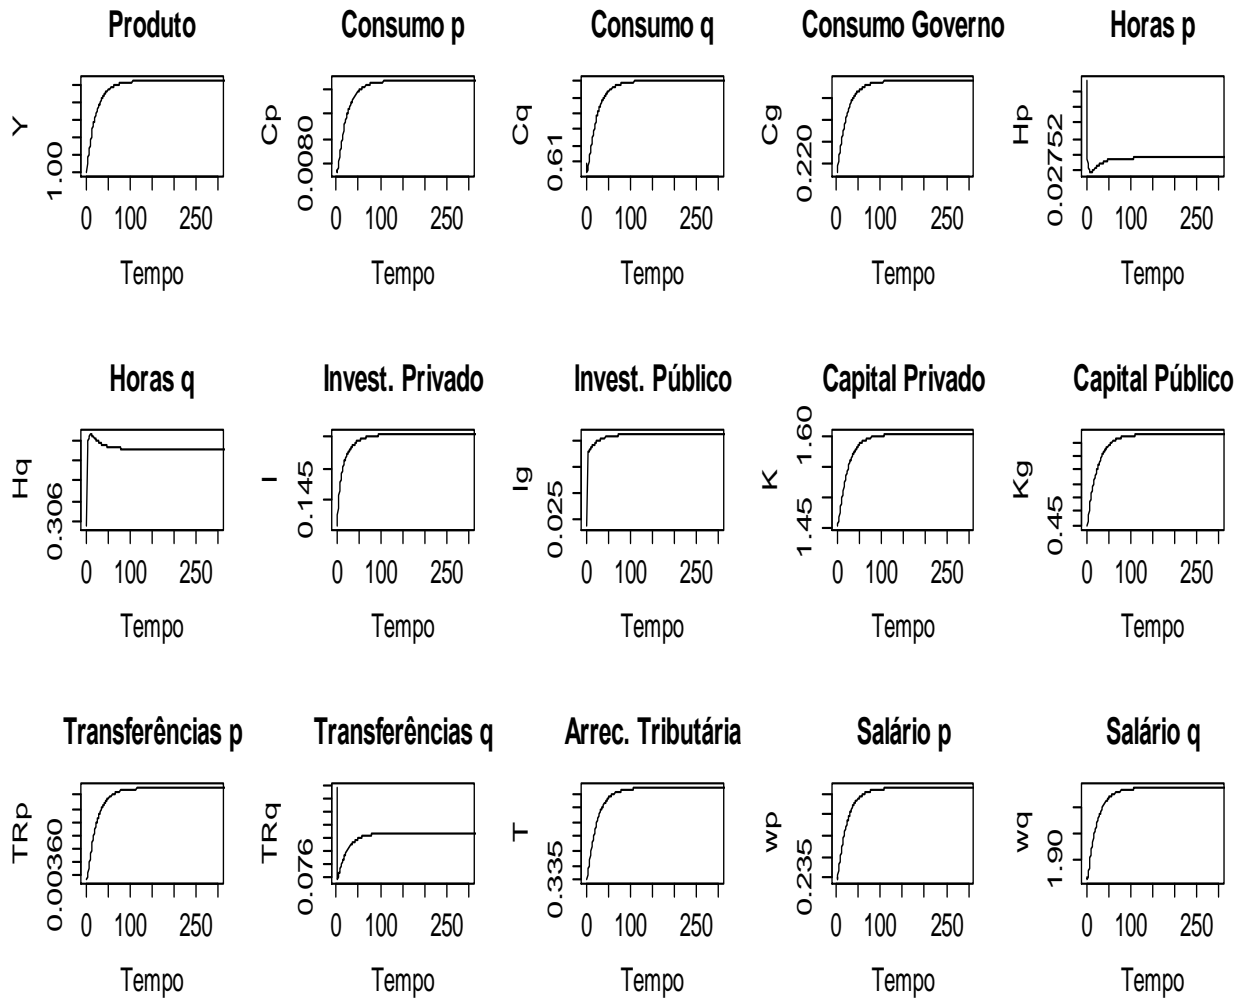 Produto Consumo p Consumo q Consumo Governo Horas p
Y 1.00 Cp 0.0080 Cq 0.61 Cg 0.220 Hp 0.02752
0 100 250 0 100 250 0 100 250 0 100 250 0 100 250
Tempo Tempo Tempo Tempo Tempo
Horas q Invest. Privado Invest. Público Capital Privado Capital Público
Hq 0.306 I 0.145 Ig 0.025 K 1.45 1.60 Kg 0.45
0 100 250 0 100 250 0 100 250 0 100 250 0 100 250
Tempo Tempo Tempo Tempo Tempo
Transferências p Transferências q Arrec. Tributária Salário p Salário q
TRp 0.00360 TRq 0.076 T 0.335 wp 0.235 wq 1.90
0 100 250 0 100 250 0 100 250 0 100 250 0 100 250
Tempo Tempo Tempo Tempo Tempo